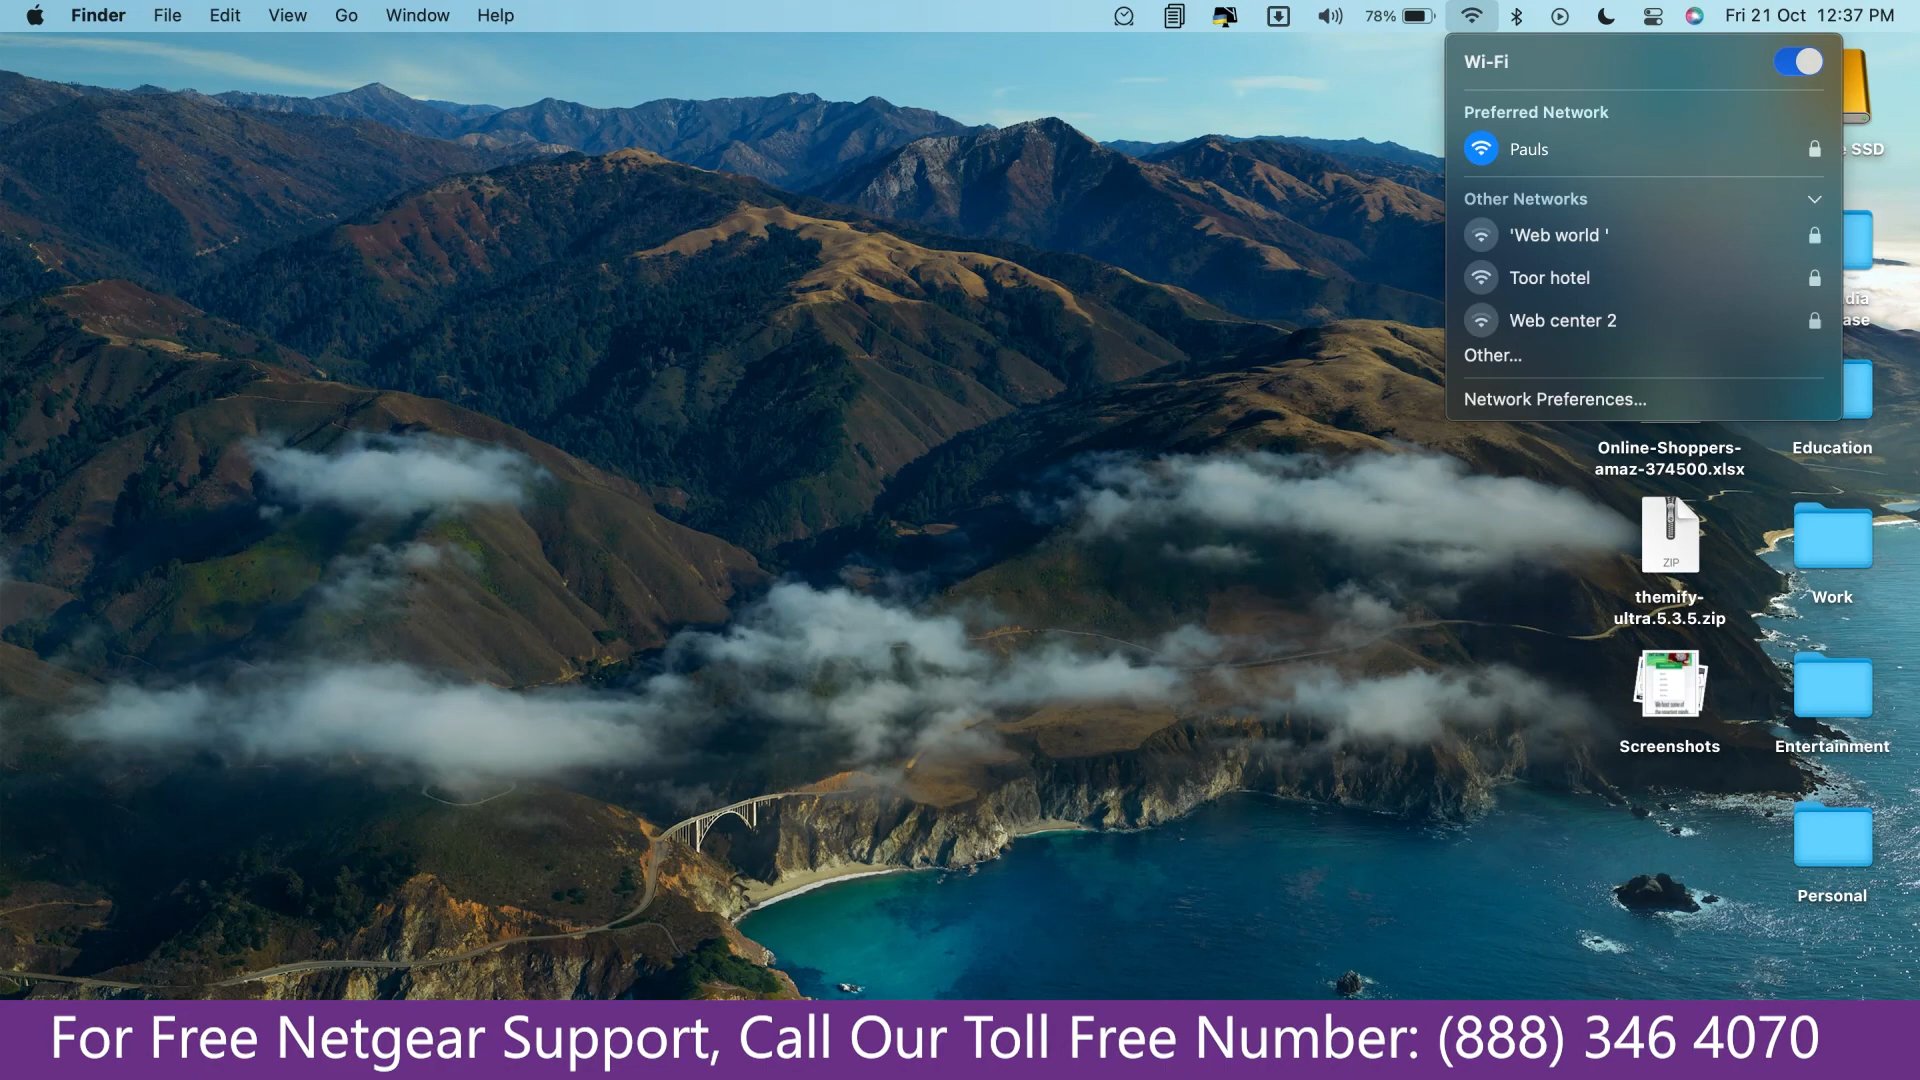 Finder File Edit View Go Window Help 78% Fri 21 Oct 12:37 PM
Wi-Fi
Preferred Network
Pauls
Other Networks
'Web world '
Toor hotel
Web center 2
Other...
Network Preferences...
SSD
dia
ase
Online-Shoppers-
amaz-374500.xlsx
Education
ZIP
themify-
ultra.5.3.5.zip
Work
Screenshots
Entertainment
Personal
For Free Netgear Support, Call Our Toll Free Number: (888) 346 4070